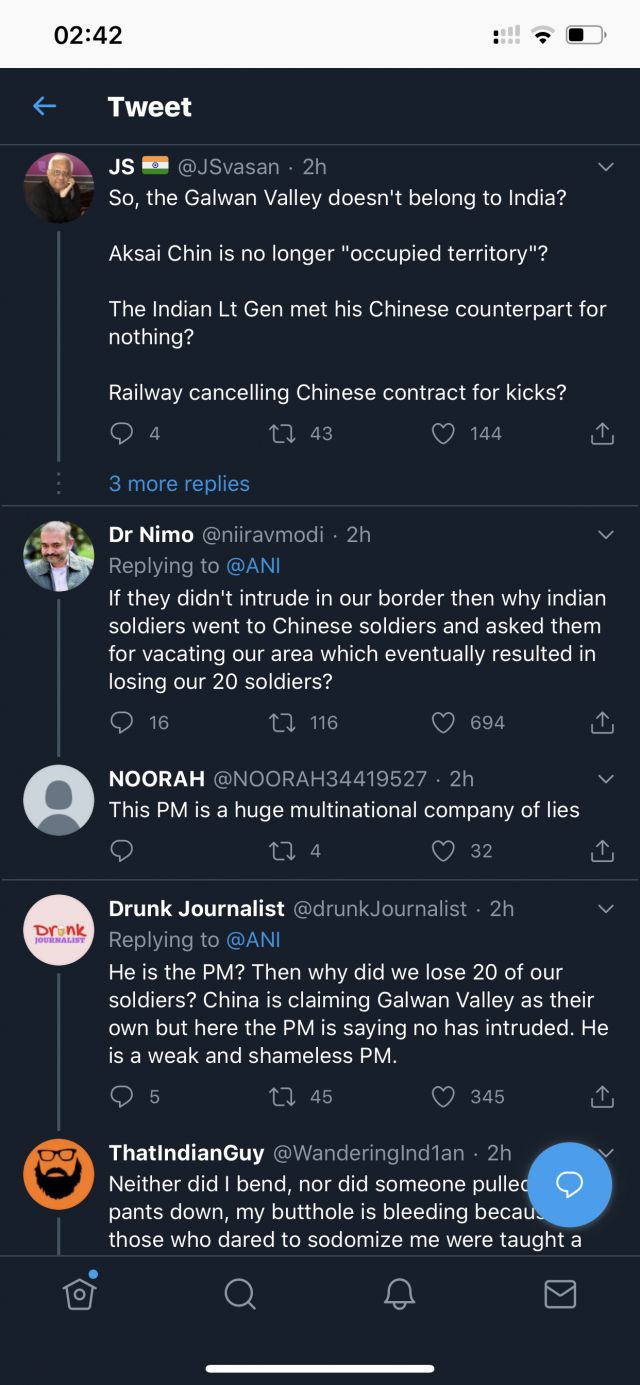 02:42
Tweet
JS 🇮🇳 @JSvasan · 2h
So, the Galwan Valley doesn't belong to India?
Aksai Chin is no longer "occupied territory"?
The Indian Lt Gen met his Chinese counterpart for
nothing?
Railway cancelling Chinese contract for kicks?
4 43 144
3 more replies
Dr Nimo @niiravmodi · 2h
Replying to @ANI
If they didn't intrude in our border then why indian
soldiers went to Chinese soldiers and asked them
for vacating our area which eventually resulted in
losing our 20 soldiers?
16 116 694
NOORAH @NOORAH34419527 · 2h
This PM is a huge multinational company of lies
4 32
Drunk Journalist @drunkJournalist · 2h
Drunk
JOURNALIST
Replying to @ANI
He is the PM? Then why did we lose 20 of our
soldiers? China is claiming Galwan Valley as their
own but here the PM is saying no has intruded. He
is a weak and shameless PM.
5 45 345
ThatIndianGuy @WanderingInd1an · 2h
Neither did I bend, nor did someone pulled
pants down, my butthole is bleeding
those who dared to sodomize me were taught a